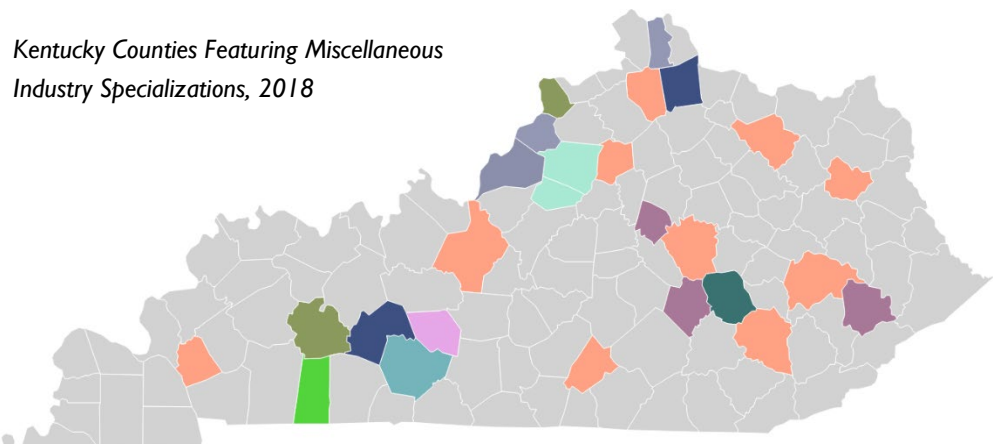 Kentucky Counties Featuring Miscellaneous
Industry Specializations, 2018